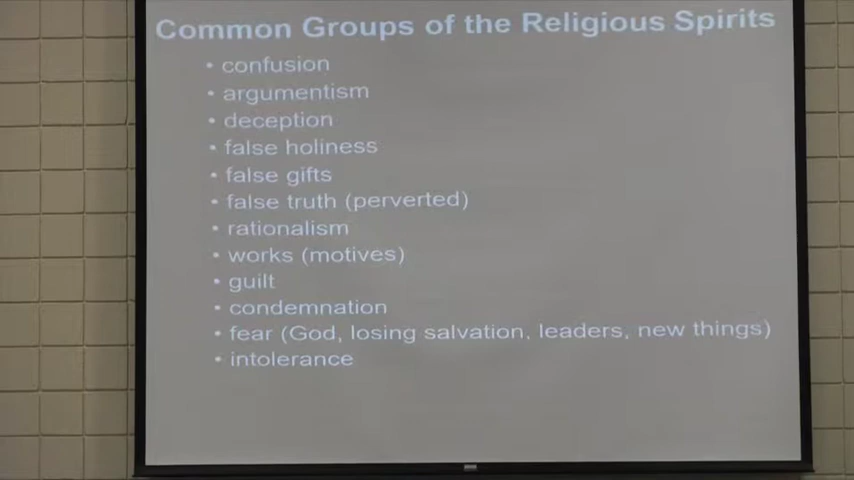 Common Groups of the Religious Spirits
• confusion
• argumentism
• deception
• false holiness
• false gifts
• false truth (perverted)
• rationalism
• works (motives)
• guilt
• condemnation
• fear (God, losing salvation, leaders, new things)
• intolerance